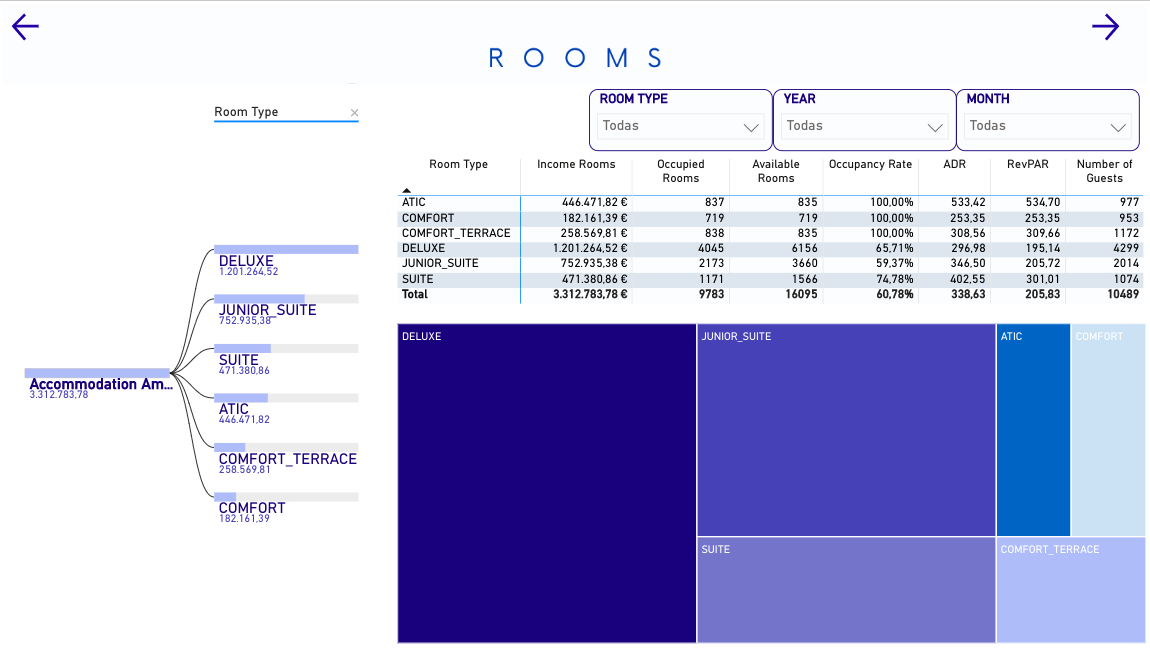 ROOMS
Room Type
ROOM TYPE
Todas
YEAR
Todas
MONTH
Todas
Accommodation Am...
3.312.783,78
DELUXE
1.201.264,52
JUNIOR_SUITE
752.935,38
SUITE
471.380,86
ATIC
446.471,82
COMFORT_TERRACE
258.569,81
COMFORT
182.161,39
Room Type Income Rooms Occupied Rooms Available Rooms Occupancy Rate ADR RevPAR Number of Guests
ATIC 446.471,82 € 837 835 100,00% 533,42 534,70 977
COMFORT 182.161,39 € 719 719 100,00% 253,35 253,35 953
COMFORT_TERRACE 258.569,81 € 838 835 100,00% 308,56 309,66 1172
DELUXE 1.201.264,52 € 4045 6156 65,71% 296,98 195,14 4299
JUNIOR_SUITE 752.935,38 € 2173 3660 59,37% 346,50 205,72 2014
SUITE 471.380,86 € 1171 1566 74,78% 402,55 301,01 1074
Total 3.312.783,78 € 9783 16095 60,78% 338,63 205,83 10489
DELUXE
JUNIOR_SUITE
ATIC
COMFORT
SUITE
COMFORT_TERRACE